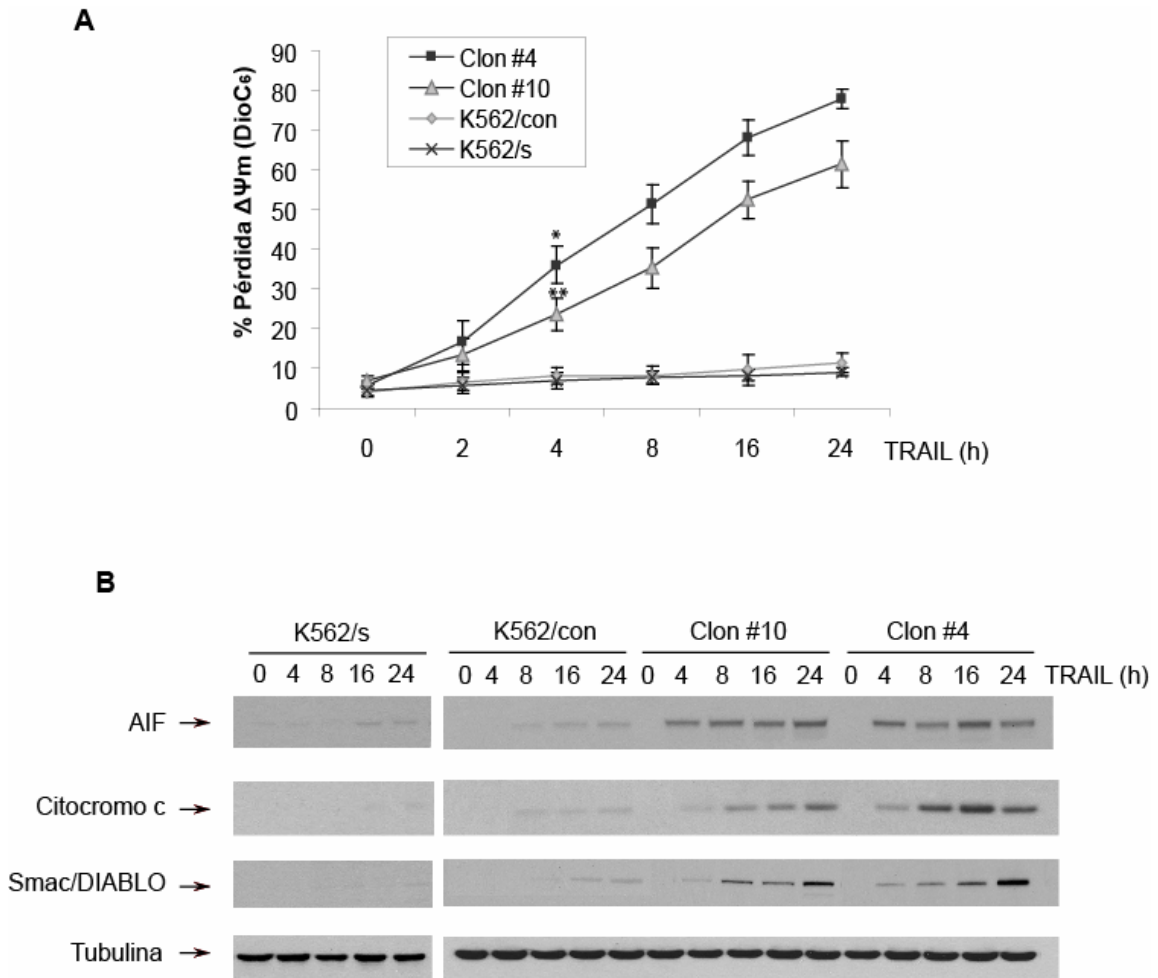 A
Clon #4
Clon #10
K562/con
K562/s
% Pérdida ΔΨm (DioC₆)
90
80
70
60
50
40
30
20
10
0
*
**
0 2 4 8 16 24 TRAIL (h)
B
K562/s K562/con Clon #10 Clon #4
0 4 8 16 24 0 4 8 16 24 0 4 8 16 24 0 4 8 16 24 TRAIL (h)
AIF
Citocromo c
Smac/DIABLO
Tubulina